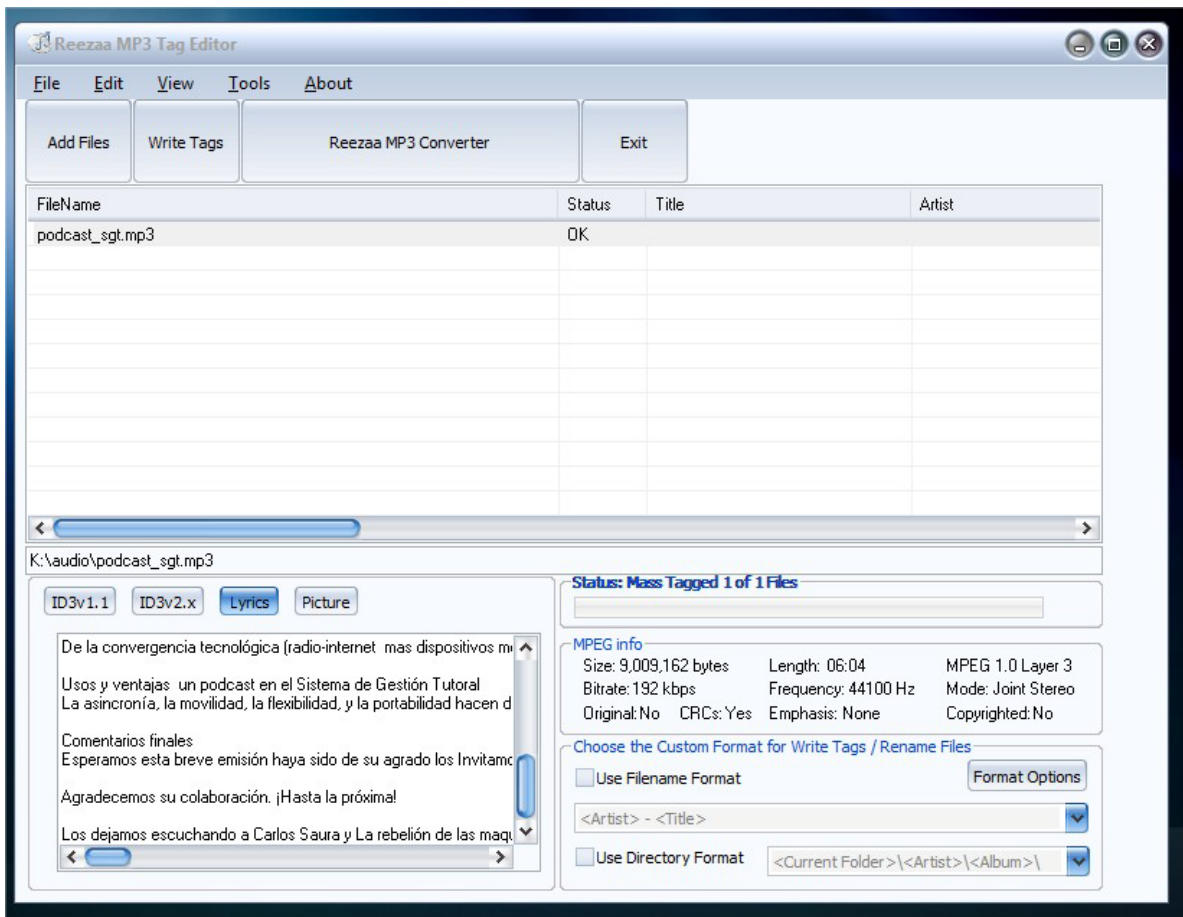 Reezaa MP3 Tag Editor
File Edit View Tools About
Add Files Write Tags Reezaa MP3 Converter Exit
FileName Status Title Artist
podcast_sgt.mp3 OK
K:\audio\podcast_sgt.mp3
ID3v1.1 ID3v2.x Lyrics Picture
De la convergencia tecnológica (radio-internet mas dispositivos
Usos y ventajas un podcast en el Sistema de Gestión Tutoral
La asincronía, la movilidad, la flexibilidad, y la portabilidad hacen d
Comentarios finales
Esperamos esta breve emisión haya sido de su agrado los
Agradecemos su colaboración. ¡Hasta la próxima!
Los dejamos escuchando a Carlos Saura y La rebelión de las
Status: Mass Tagged 1 of 1 Files
MPEG info
Size: 9,009,162 bytes Length: 06:04 MPEG 1.0 Layer 3
Bitrate: 192 kbps Frequency: 44100 Hz Mode: Joint Stereo
Original: No CRCs: Yes Emphasis: None Copyrighted: No
Choose the Custom Format for Write Tags / Rename Files
Use Filename Format Format Options
<Artist> - <Title>
Use Directory Format <Current Folder>\<Artist>\<Album>\